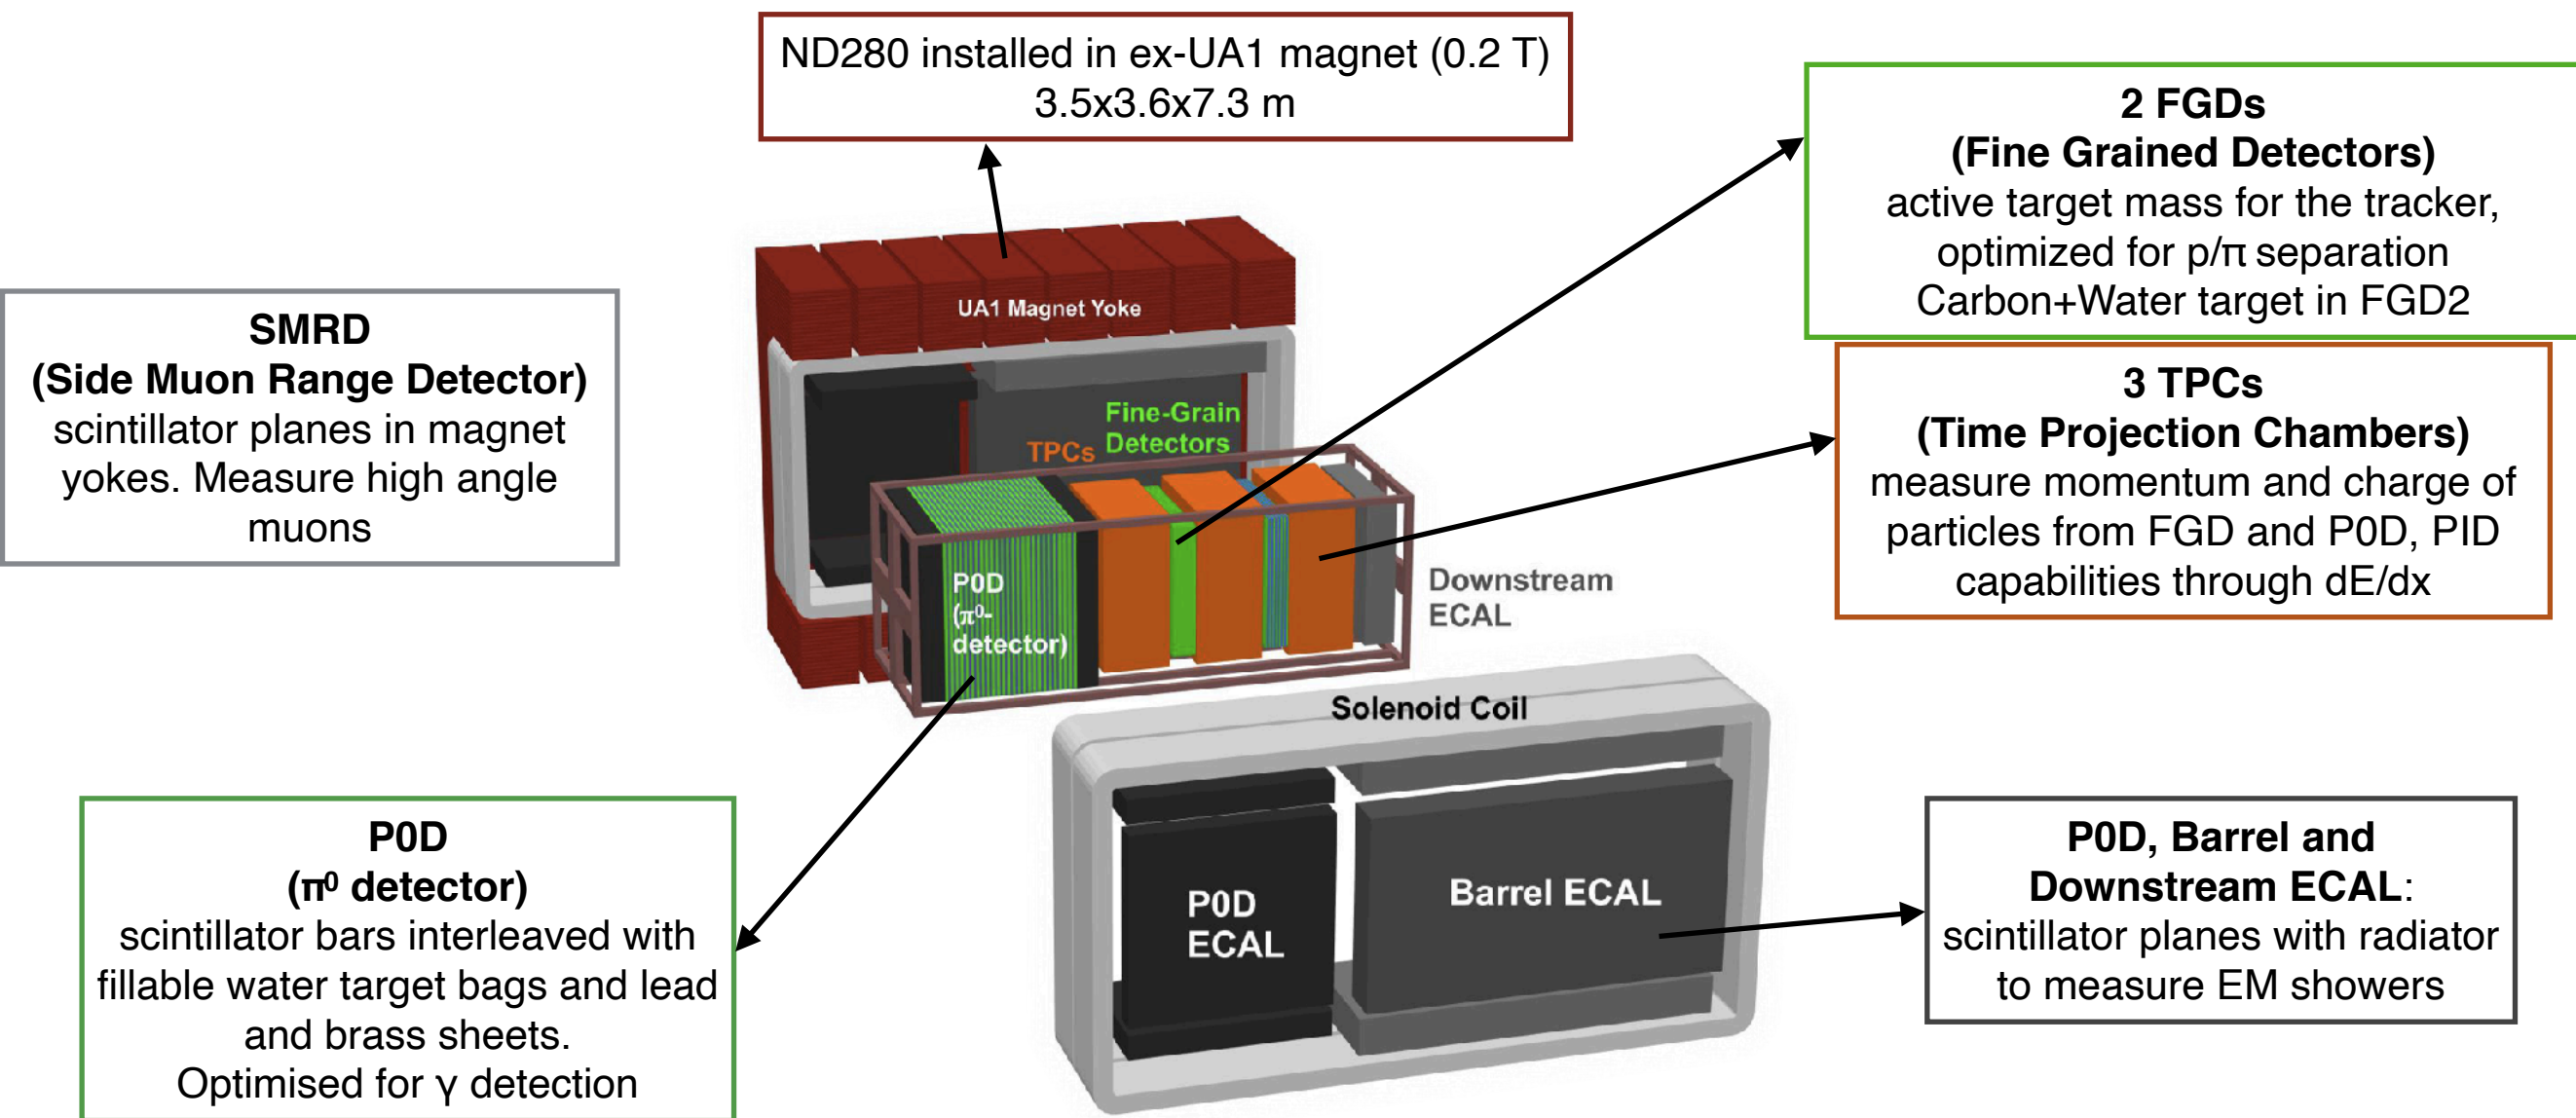 ND280 installed in ex-UA1 magnet (0.2 T)
3.5x3.6x7.3 m
2 FGDs
(Fine Grained Detectors)
active target mass for the tracker,
optimized for p/π separation
Carbon+Water target in FGD2
SMRD
(Side Muon Range Detector)
scintillator planes in magnet
yokes. Measure high angle
muons
3 TPCs
(Time Projection Chambers)
measure momentum and charge of
particles from FGD and P0D, PID
capabilities through dE/dx
UA1 Magnet Yoke
Fine-Grain
Detectors
TPCs
P0D
(π⁰-
detector)
Downstream
ECAL
Solenoid Coil
P0D
ECAL
Barrel ECAL
P0D
(π⁰ detector)
scintillator bars interleaved with
fillable water target bags and lead
and brass sheets.
Optimised for γ detection
P0D, Barrel and
Downstream ECAL:
scintillator planes with radiator
to measure EM showers